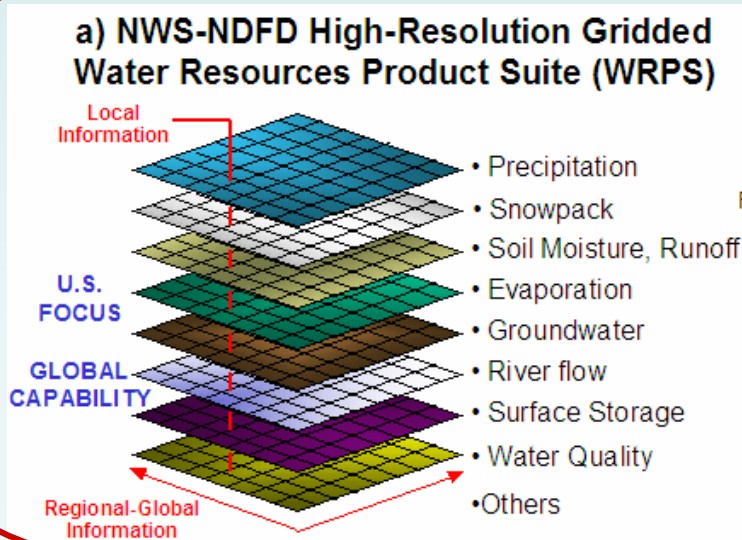 a) NWS-NDFD High-Resolution Gridded
Water Resources Product Suite (WRPS)
Local
Information
• Precipitation
• Snowpack
• Soil Moisture, Runoff
U.S.
FOCUS
• Evaporation
• Groundwater
GLOBAL
CAPABILITY
• River flow
• Surface Storage
• Water Quality
Regional-Global
Information
•Others